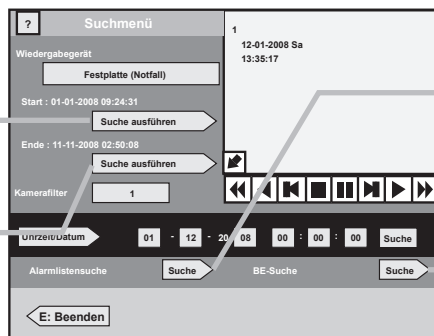 ? Suchmenü
1
12-01-2008 Sa
13:35:17
Wiedergabegerät
Festplatte (Notfall)
Start : 01-01-2008 09:24:31
Suche ausführen
Ende : 11-11-2008 02:50:08
Suche ausführen
Kamerafilter 1
Uhrzeit/Datum 01 - 12 - 20 08 00 : 00 : 00 Suche
Alarmlistensuche Suche BE-Suche Suche
E: Beenden